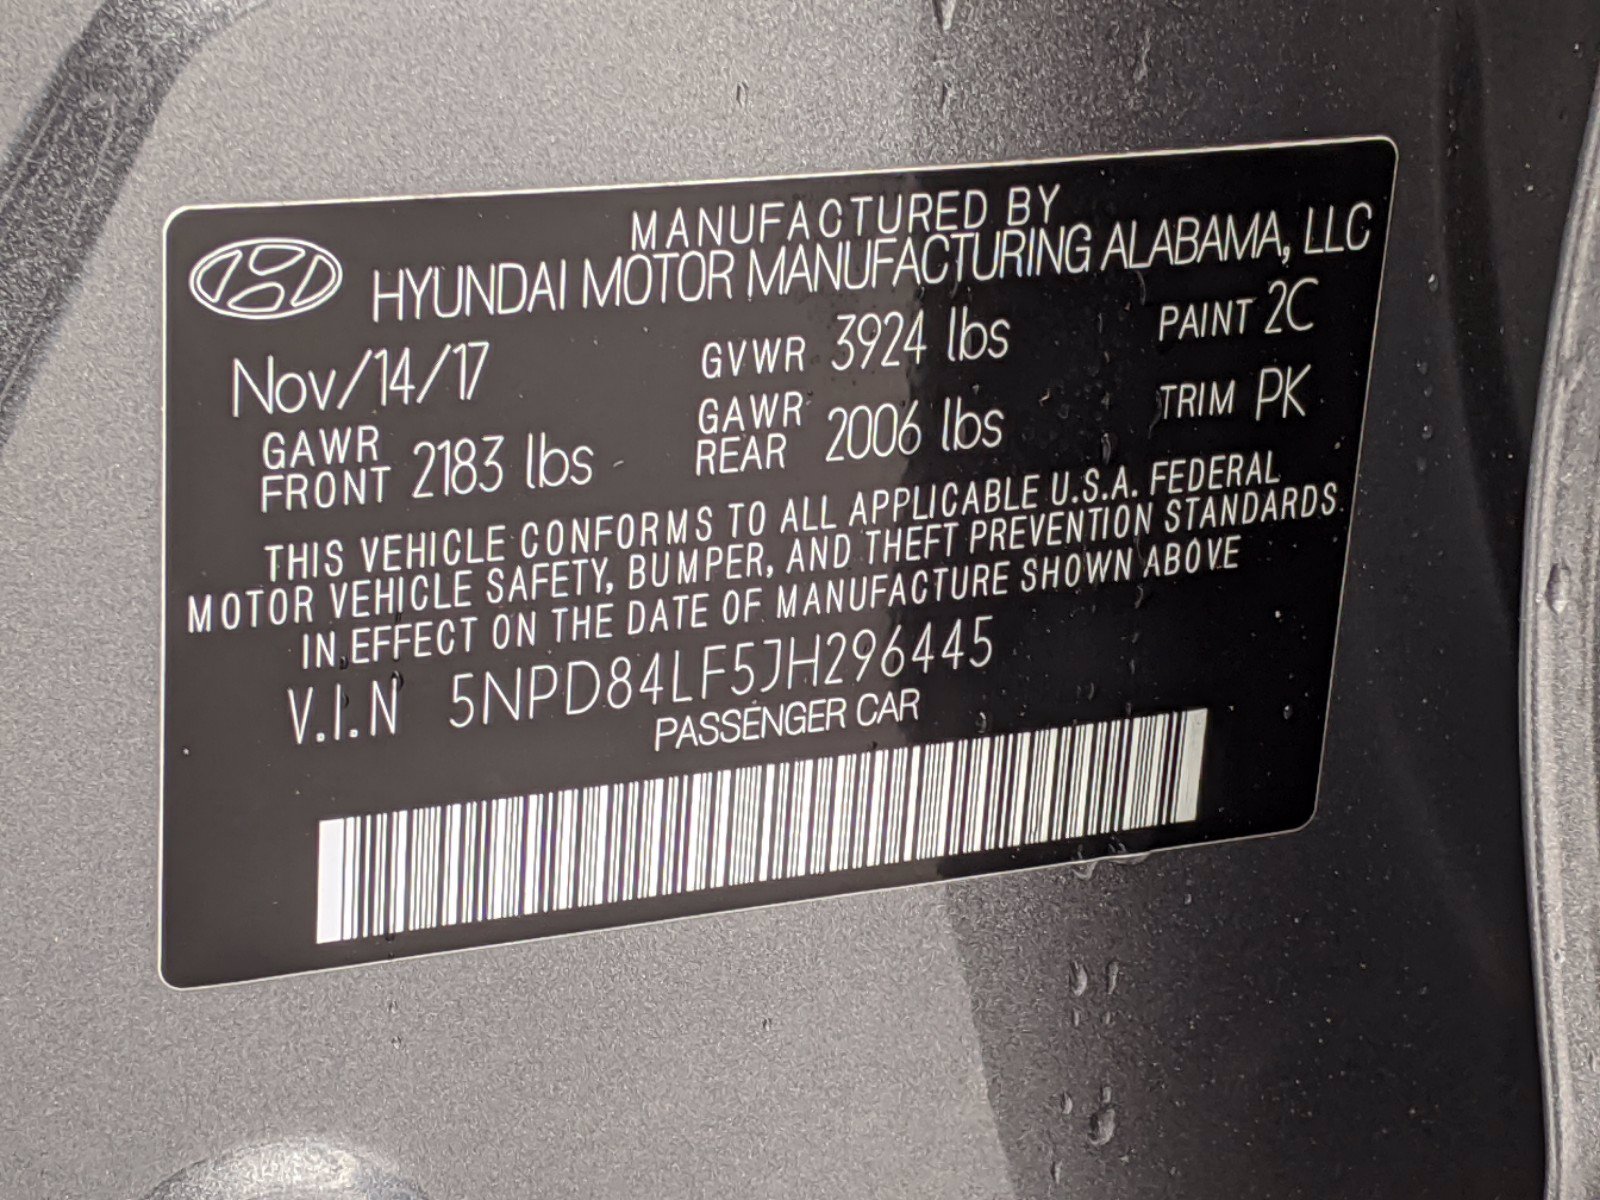 MANUFACTURED BY
HYUNDAI MOTOR MANUFACTURING ALABAMA, LLC
Nov/14/17 GVWR 3924 lbs PAINT 2C
GAWR FRONT 2183 lbs GAWR REAR 2006 lbs TRIM PK
THIS VEHICLE CONFORMS TO ALL APPLICABLE U.S.A. FEDERAL
MOTOR VEHICLE SAFETY, BUMPER, AND THEFT PREVENTION STANDARDS
IN EFFECT ON THE DATE OF MANUFACTURE SHOWN ABOVE
V.I.N 5NPD84LF5JH296445
PASSENGER CAR